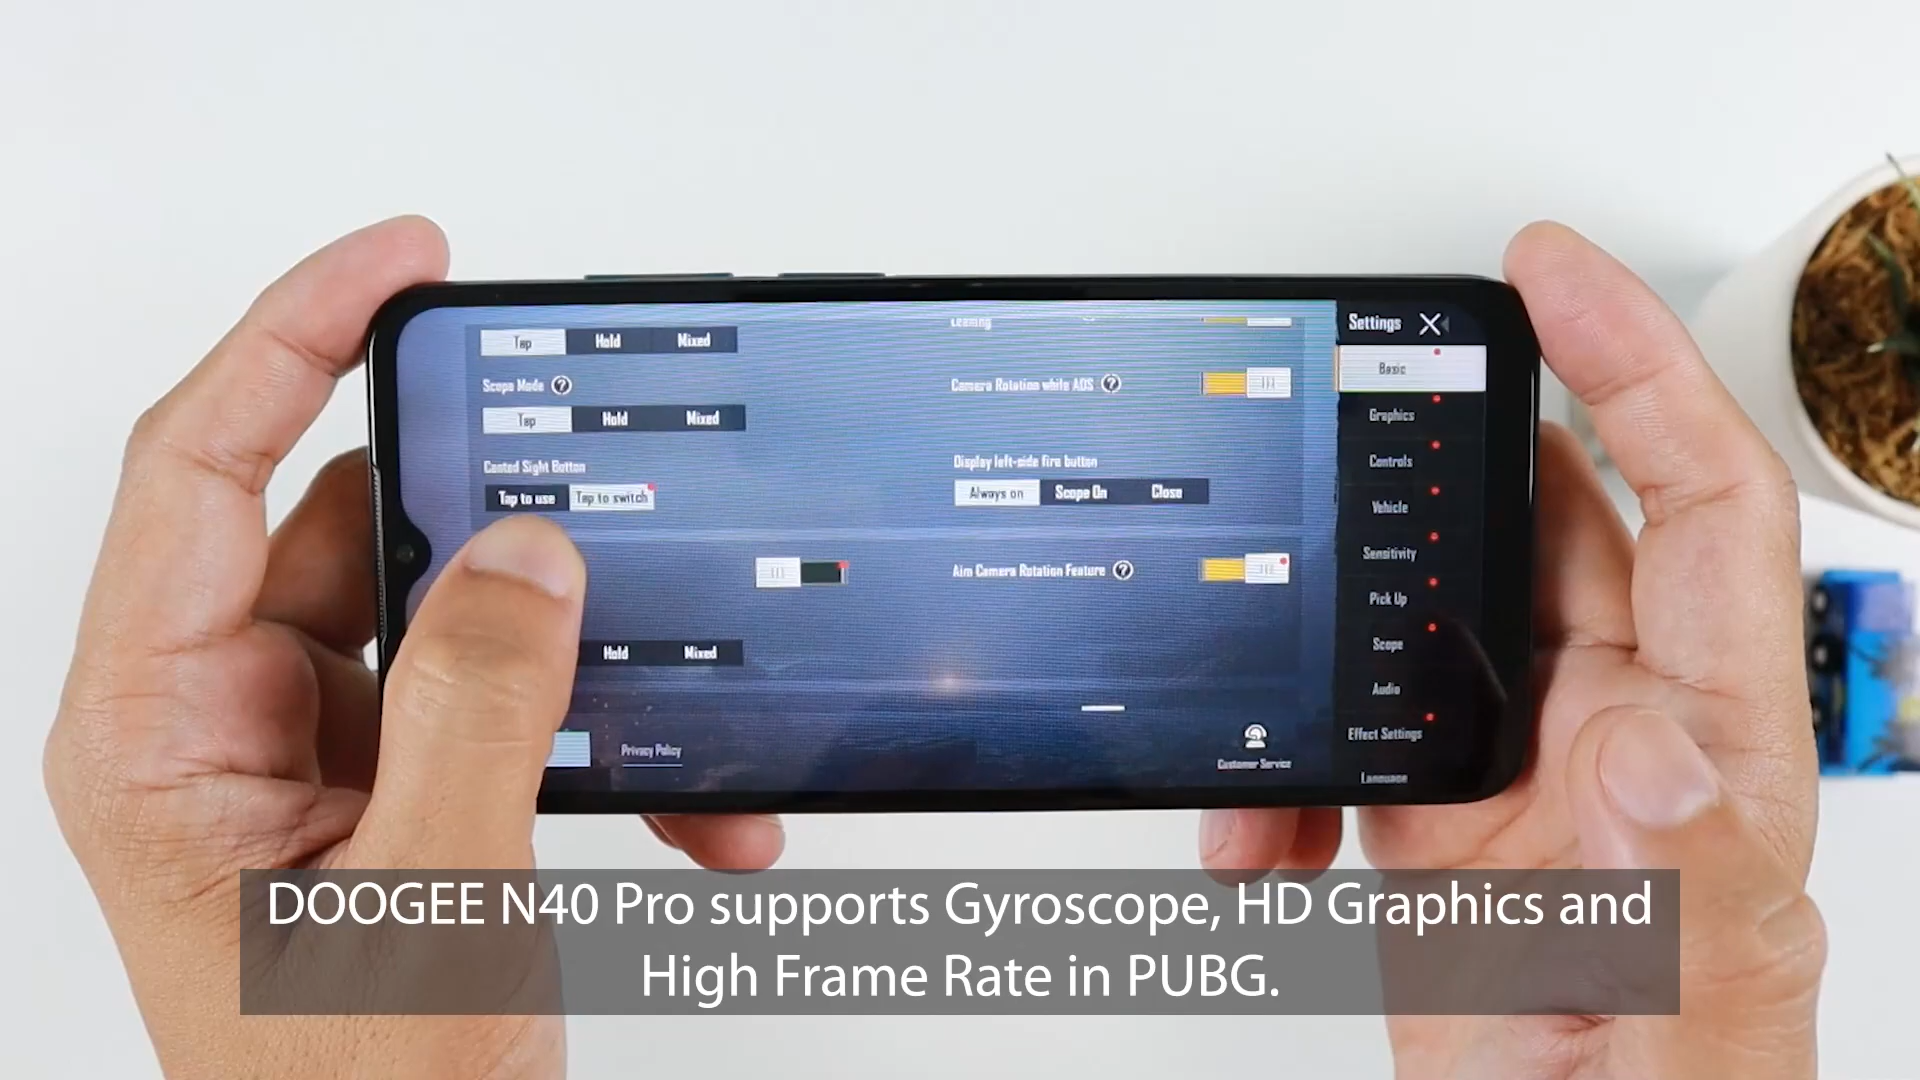 Settings
Leaning
Tap Hold Mixed
Basic
Scope Mode ?
Camera Rotation while ADS ?
Graphics
Tap Hold Mixed
Controls
Canted Sight Button
Display left-side fire button
Tap to use Tap to switch
Always on Scope On Close
Vehicle
Sensitivity
Aim Camera Rotation Feature ?
Pick Up
Hold Mixed
Scope
Audio
Effect Settings
Privacy Policy
Customer Service
Language
DOOGEE N40 Pro supports Gyroscope, HD Graphics and
High Frame Rate in PUBG.